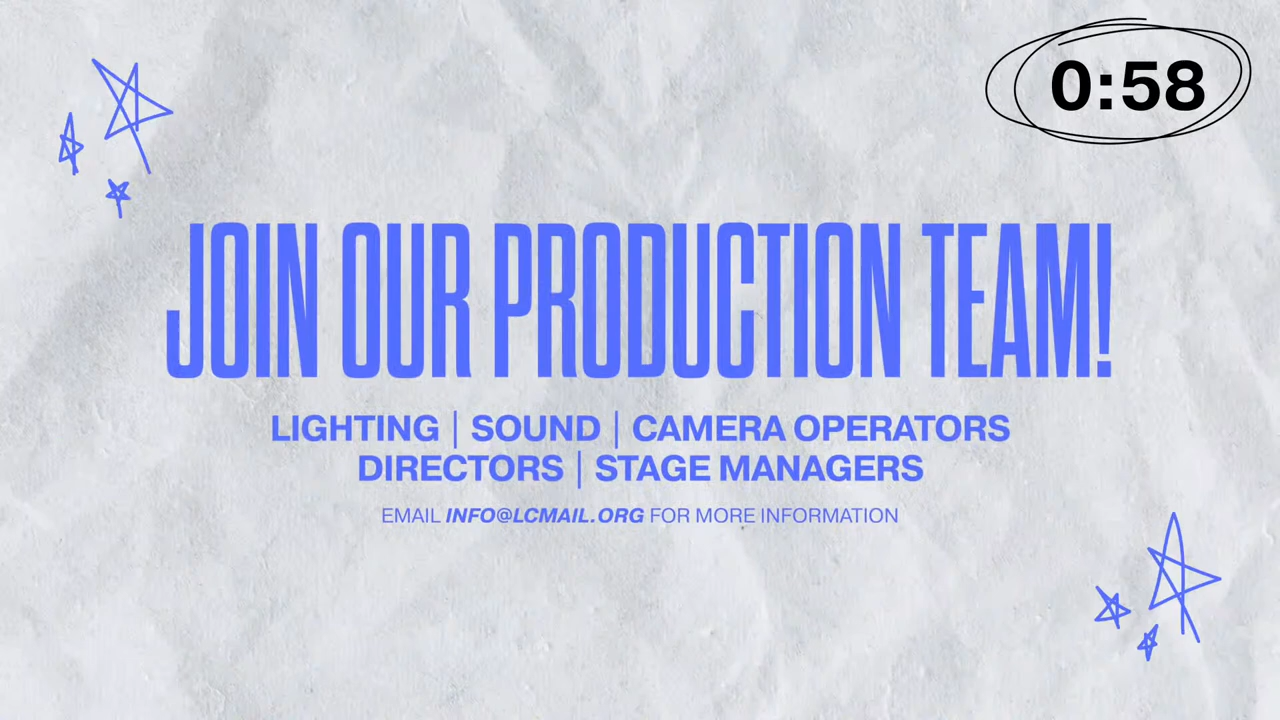 0:58
JOIN OUR PRODUCTION TEAM!
LIGHTING | SOUND | CAMERA OPERATORS
DIRECTORS | STAGE MANAGERS
EMAIL INFO@LCMAIL.ORG FOR MORE INFORMATION